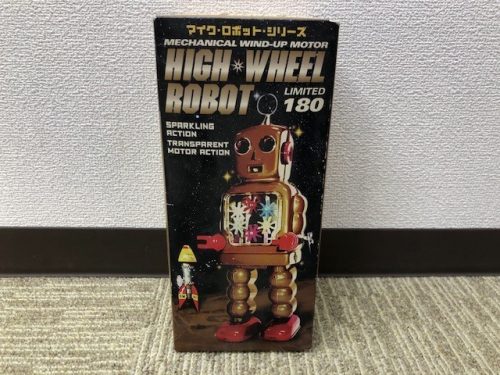 マイク・ロボット・シリーズ
MECHANICAL WIND-UP MOTOR
HIGH WHEEL
ROBOT
LIMITED
180
SPARKLING
ACTION
TRANSPARENT
MOTOR ACTION